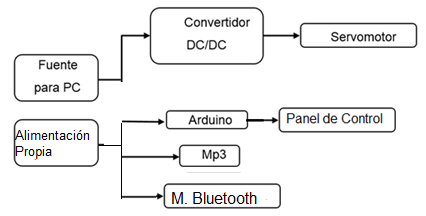 Convertidor
DC/DC
Servomotor
Fuente
para PC
Alimentación
Propia
Arduino
Panel de Control
Mp3
M. Bluetooth